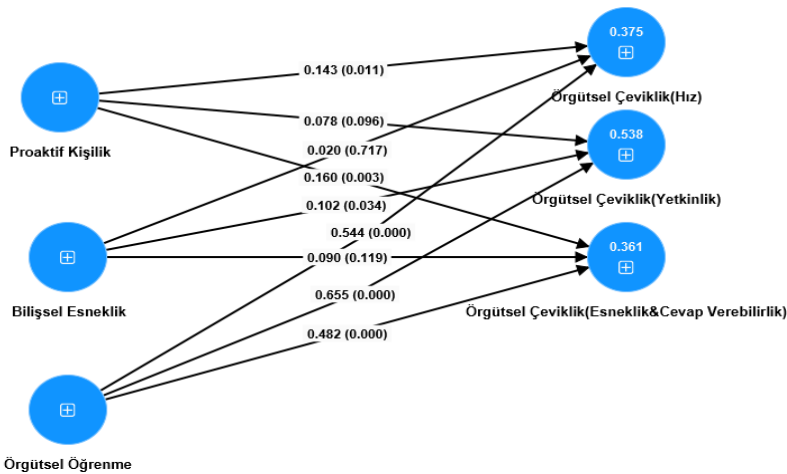 0.375
0.143 (0.011)
Örgütsel Çeviklik(Hız)
0.078 (0.096)
0.538
Proaktif Kişilik
0.020 (0.717)
0.160 (0.003)
Örgütsel Çeviklik(Yetkinlik)
0.102 (0.034)
0.544 (0.000)
0.361
0.090 (0.119)
0.655 (0.000)
Bilişsel Esneklik
Örgütsel Çeviklik(Esneklik&Cevap Verebilirlik)
0.482 (0.000)
Örgütsel Öğrenme